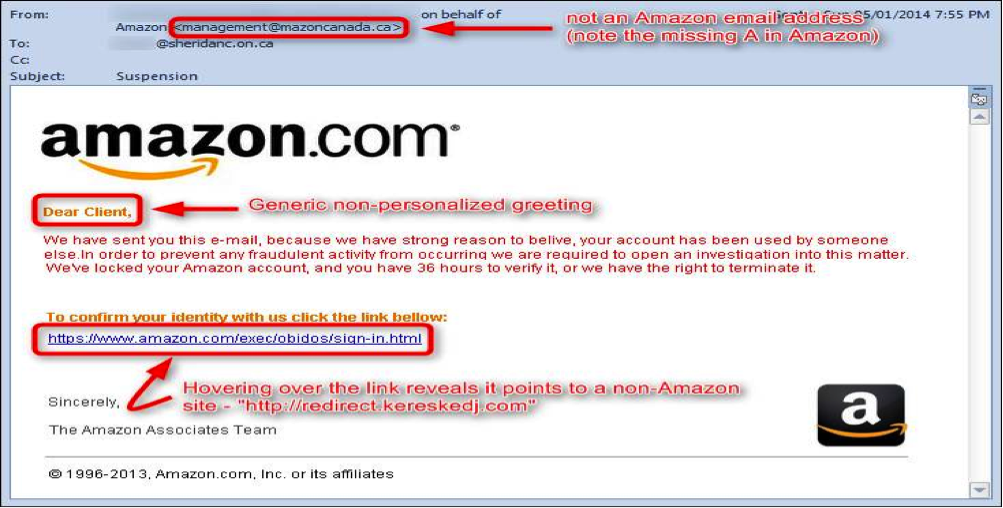 From: on behalf of
Amazon <management@mazoncanada.ca>
05/01/2014 7:55 PM
not an Amazon email address
(note the missing A in Amazon)
To: @sheridanc.on.ca
Cc:
Subject: Suspension
amazon.com
Dear Client,
Generic non-personalized greeting
We have sent you this e-mail, because we have strong reason to belive, your account has been used by someone
else.In order to prevent any fraudulent activity from occurring we are required to open an investigation into this matter.
We've locked your Amazon account, and you have 36 hours to verify it, or we have the right to terminate it.
To confirm your identity with us click the link bellow:
https://www.amazon.com/exec/obidos/sign-in.html
Hovering over the link reveals it points to a non-Amazon
site - "http://redirect.kereskedj.com"
Sincerely,
The Amazon Associates Team
a
© 1996-2013, Amazon.com, Inc. or its affiliates